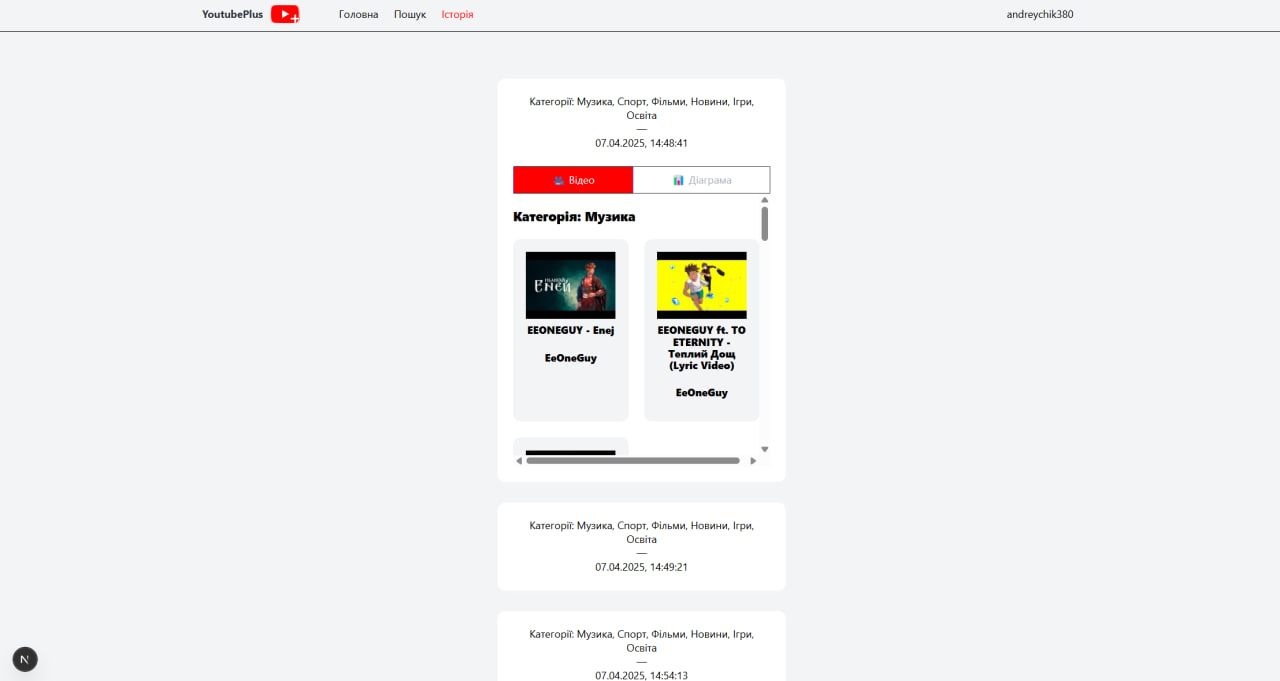 YoutubePlus
Головна Пошук Історія
andreychik380
Категорії: Музика, Спорт, Фільми, Новини, Ігри,
Освіта
—
07.04.2025, 14:48:41
Відео
Діаграма
Категорія: Музика
Еней
EEONEGUY - Enej
EeOneGuy
EEONEGUY ft. TO
ETERNITY -
Теплий Дощ
(Lyric Video)
EeOneGuy
Категорії: Музика, Спорт, Фільми, Новини, Ігри,
Освіта
—
07.04.2025, 14:49:21
Категорії: Музика, Спорт, Фільми, Новини, Ігри,
Освіта
—
07.04.2025, 14:54:13
N